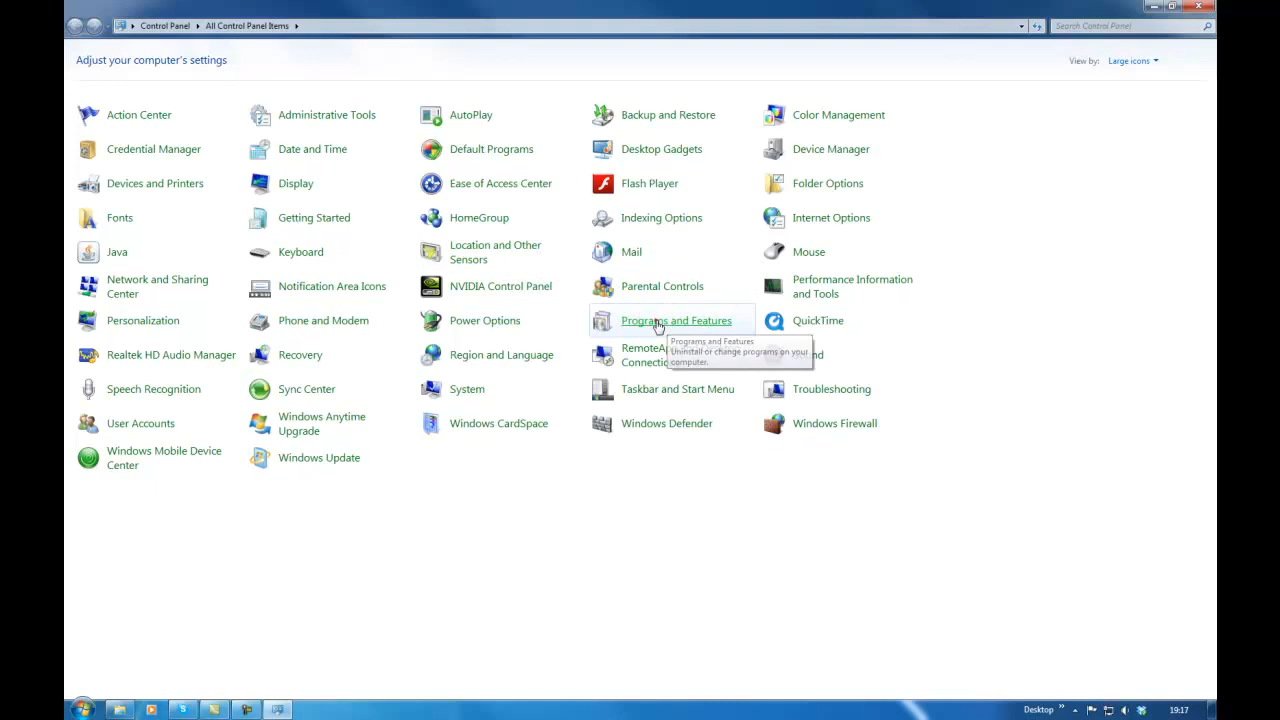 Control Panel
All Control Panel Items
Search Control Panel
Adjust your computer's settings
View by: Large icons
Action Center
Administrative Tools
AutoPlay
Backup and Restore
Color Management
Credential Manager
Date and Time
Default Programs
Desktop Gadgets
Device Manager
Devices and Printers
Display
Ease of Access Center
Flash Player
Folder Options
Fonts
Getting Started
HomeGroup
Indexing Options
Internet Options
Java
Keyboard
Location and Other
Sensors
Mail
Mouse
Network and Sharing
Center
Notification Area Icons
NVIDIA Control Panel
Parental Controls
Performance Information
and Tools
Personalization
Phone and Modem
Power Options
Programs and Features
QuickTime
Programs and Features
Uninstall or change programs on your
computer.
Realtek HD Audio Manager
Recovery
Region and Language
Speech Recognition
Sync Center
System
Taskbar and Start Menu
Troubleshooting
User Accounts
Windows Anytime
Upgrade
Windows CardSpace
Windows Defender
Windows Firewall
Windows Mobile Device
Center
Windows Update
Desktop
19:17